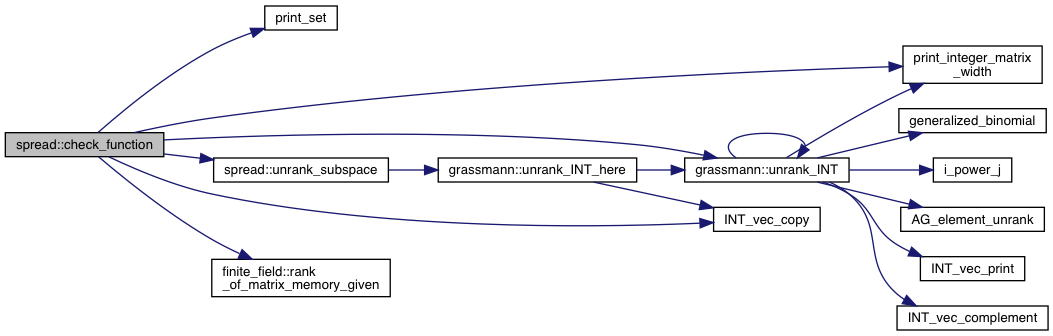 print_set
print_integer_matrix
_width
spread::check_function
generalized_binomial
spread::unrank_subspace
grassmann::unrank_INT_here
grassmann::unrank_INT
i_power_j
INT_vec_copy
AG_element_unrank
finite_field::rank
_of_matrix_memory_given
INT_vec_print
INT_vec_complement